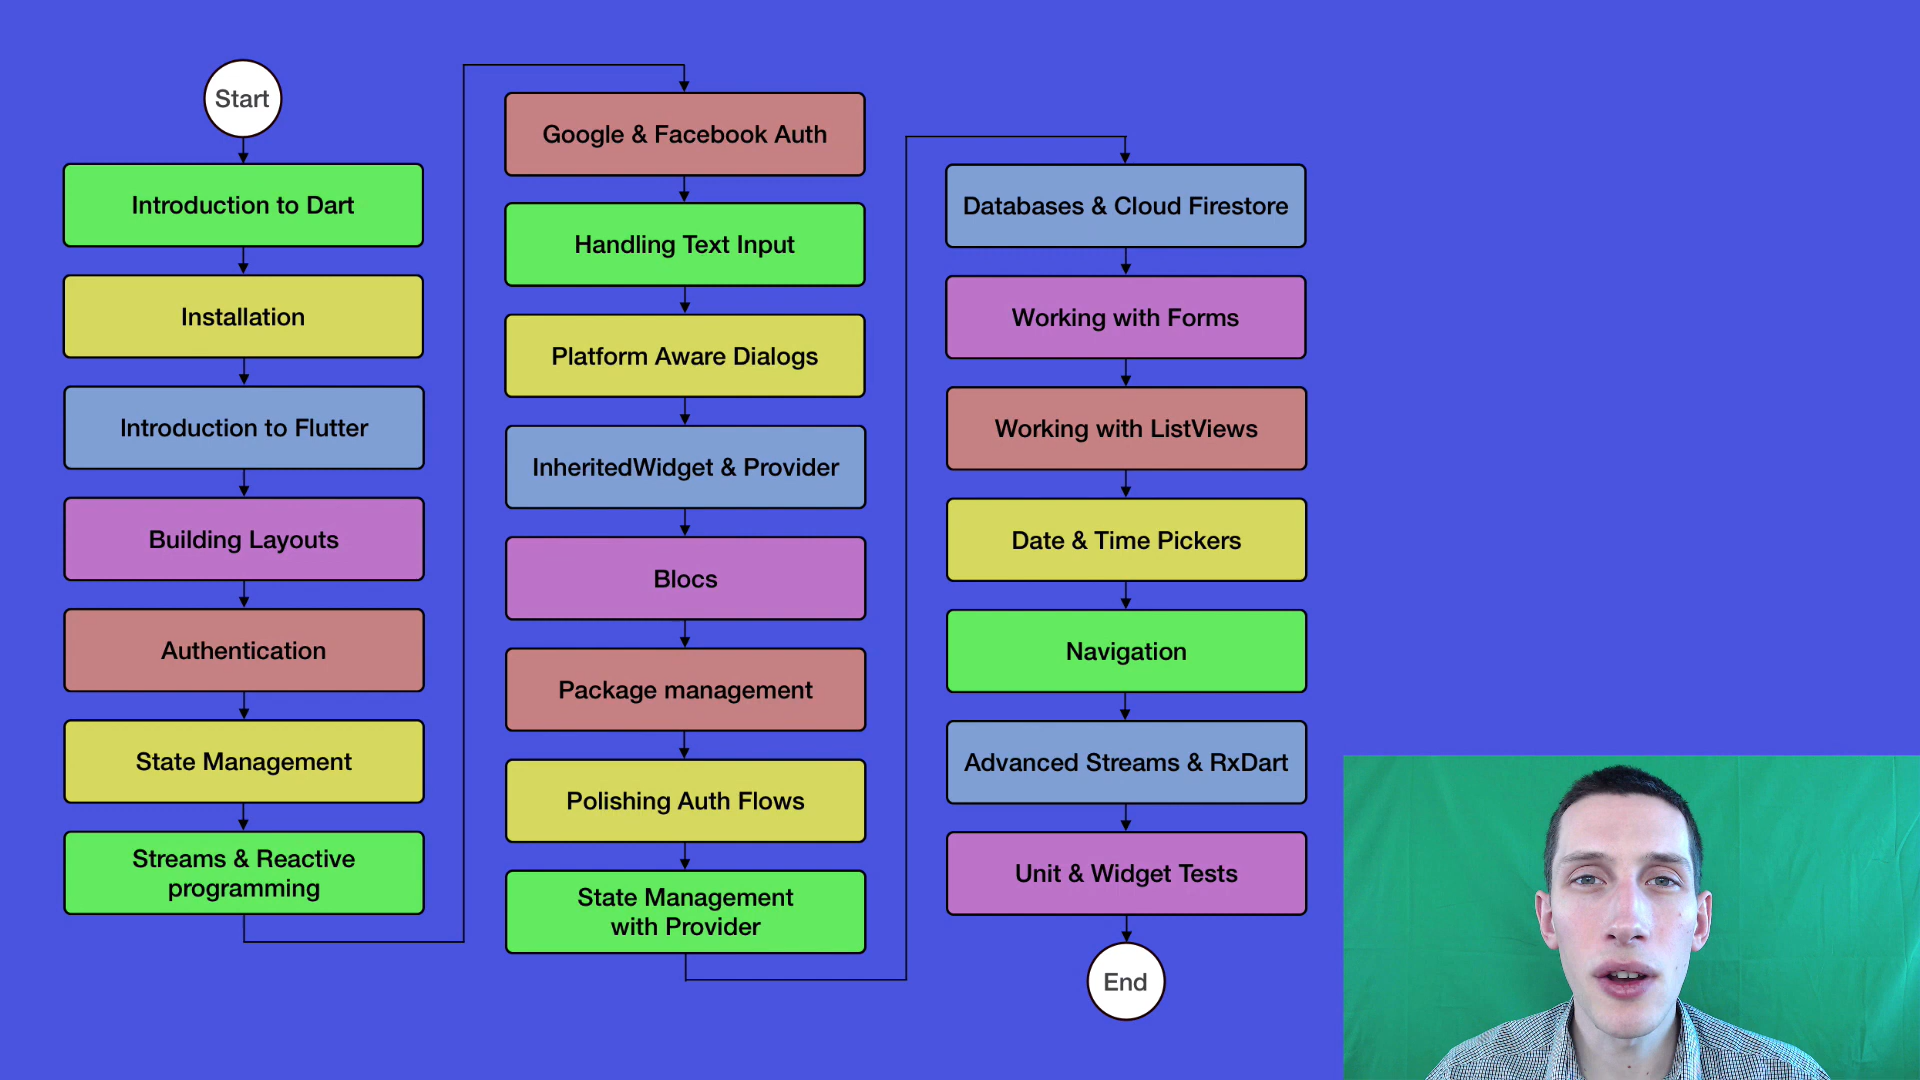 Start
Introduction to Dart
Installation
Introduction to Flutter
Building Layouts
Authentication
State Management
Streams & Reactive
programming
Google & Facebook Auth
Handling Text Input
Platform Aware Dialogs
InheritedWidget & Provider
Blocs
Package management
Polishing Auth Flows
State Management
with Provider
Databases & Cloud Firestore
Working with Forms
Working with ListViews
Date & Time Pickers
Navigation
Advanced Streams & RxDart
Unit & Widget Tests
End